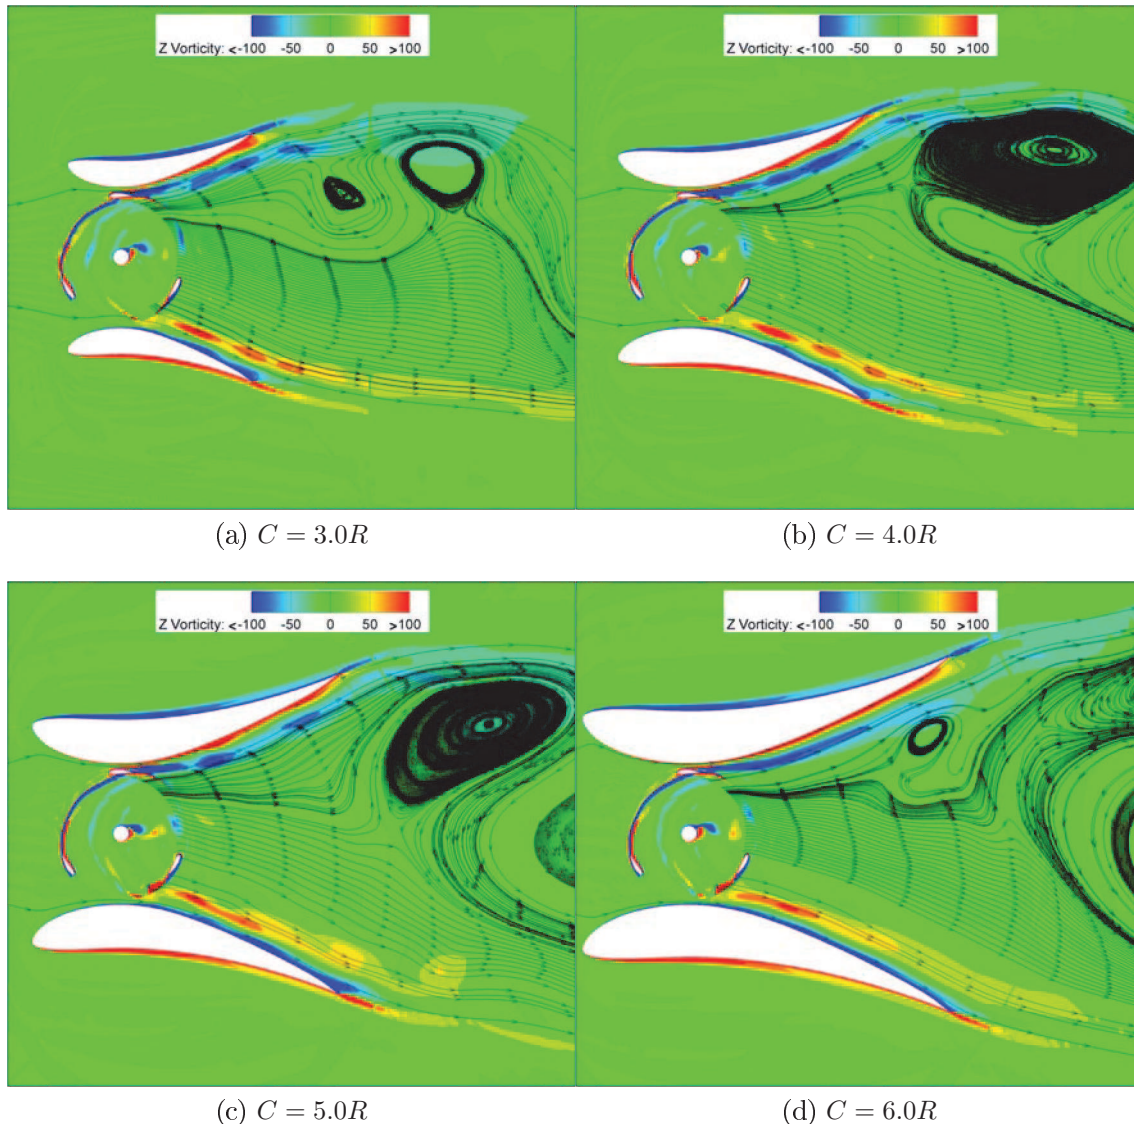 Z Vorticity: <-100 -50 0 50 >100
Z Vorticity: <-100 -50 0 50 >100
(a) C = 3.0R
(b) C = 4.0R
Z Vorticity: <-100 -50 0 50 >100
Z Vorticity: <-100 -50 0 50 >100
(c) C = 5.0R
(d) C = 6.0R